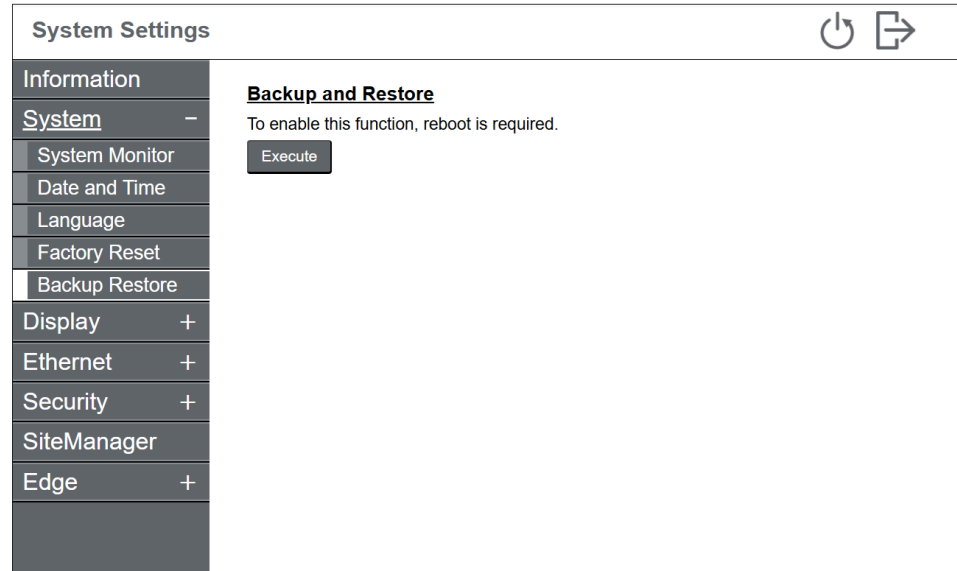 System Settings
Information
System −
System Monitor
Date and Time
Language
Factory Reset
Backup Restore
Display +
Ethernet +
Security +
SiteManager
Edge +
Backup and Restore
To enable this function, reboot is required.
Execute